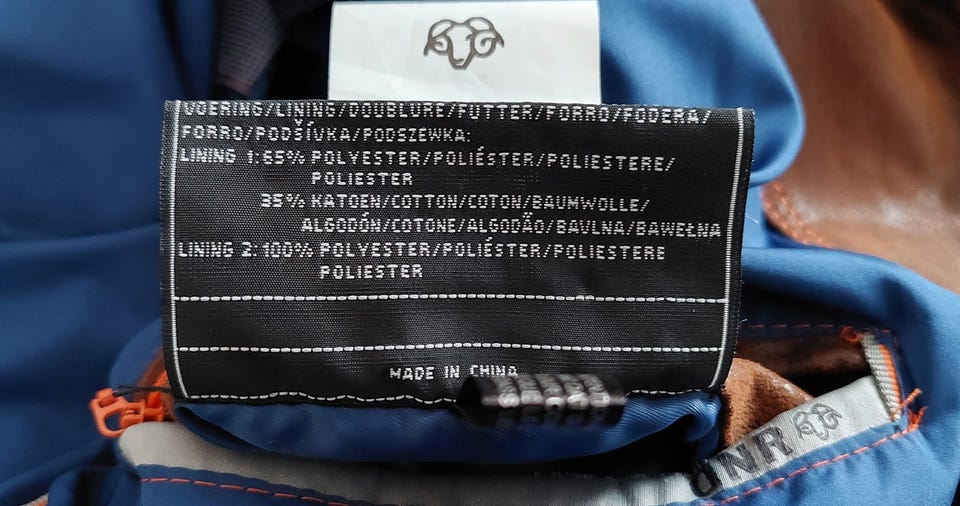 VOERING/LINING/DOUBLURE/FUTTER/FORRO/FODERA/
FORRO/PODŠÍVKA/PODSZEWKA:
LINING 1:65% POLYESTER/POLIÉSTER/POLIESTERE/
POLIESTER
35% KATOEN/COTTON/COTON/BAUMWOLLE/
ALGODÓN/COTONE/ALGODÃO/BAVLNA/BAWEŁNA
LINING 2:100% POLYESTER/POLIÉSTER/POLIESTERE
POLIESTER
MADE IN CHINA
DNR